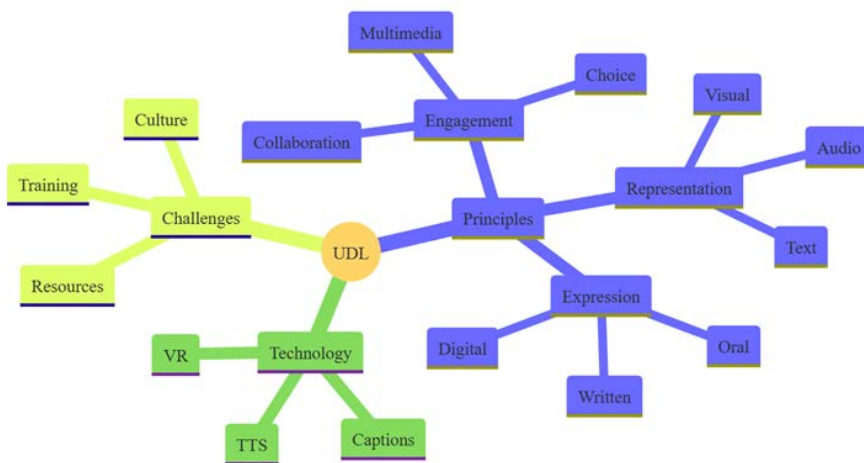 Multimedia
Choice
Visual
Culture
Engagement
Collaboration
Audio
Training
Representation
Challenges
Principles
Text
UDL
Resources
Expression
Digital
Oral
VR
Technology
Written
TTS
Captions